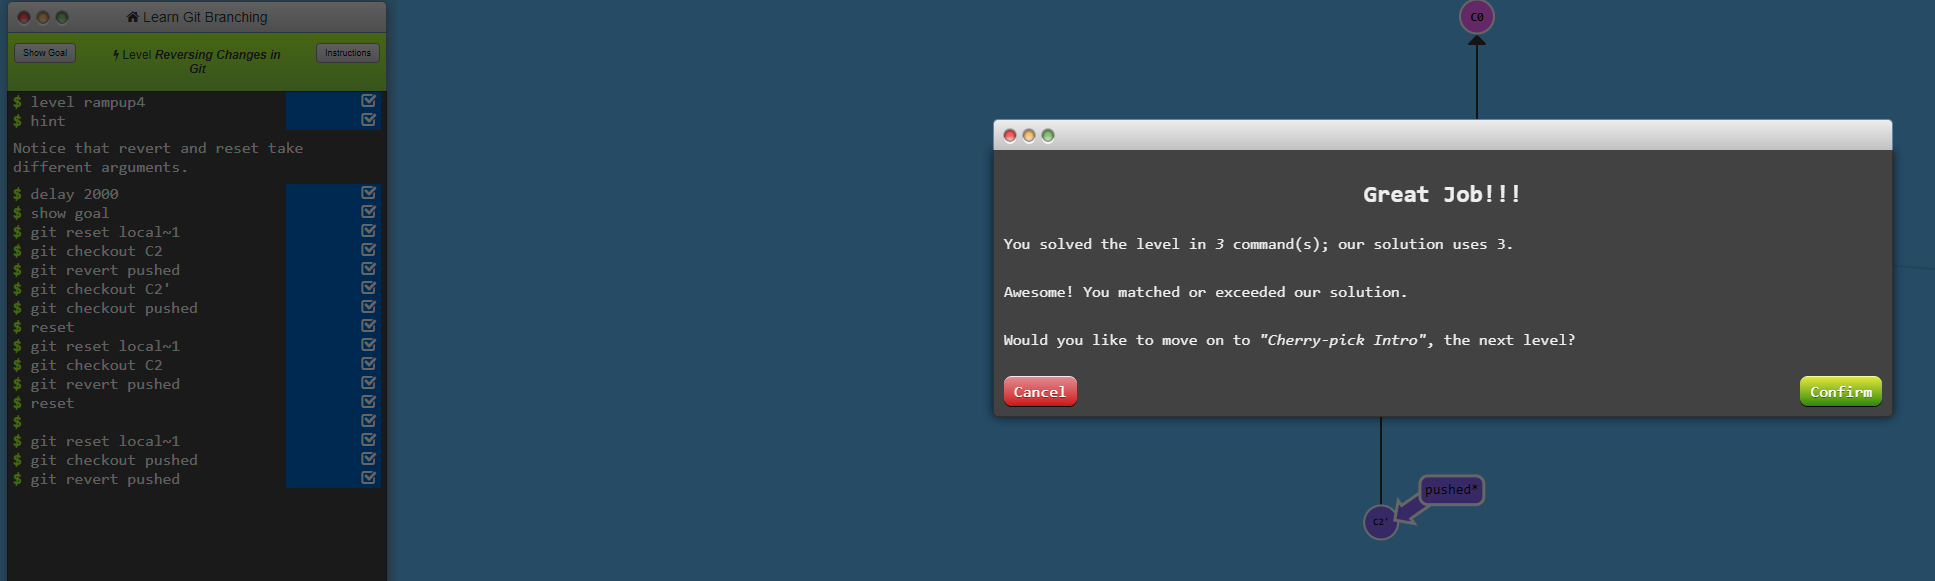 Learn Git Branching
Show Goal
Level Reversing Changes in
Git
Instructions
$ level rampup4
$ hint
Notice that revert and reset take
different arguments.
$ delay 2000
$ show goal
$ git reset local~1
$ git checkout C2
$ git revert pushed
$ git checkout C2'
$ git checkout pushed
$ reset
$ git reset local~1
$ git checkout C2
$ git revert pushed
$ reset
$
$ git reset local~1
$ git checkout pushed
$ git revert pushed
C0
Great Job!!!
You solved the level in 3 command(s); our solution uses 3.
Awesome! You matched or exceeded our solution.
Would you like to move on to "Cherry-pick Intro", the next level?
Cancel
Confirm
pushed*
C2'